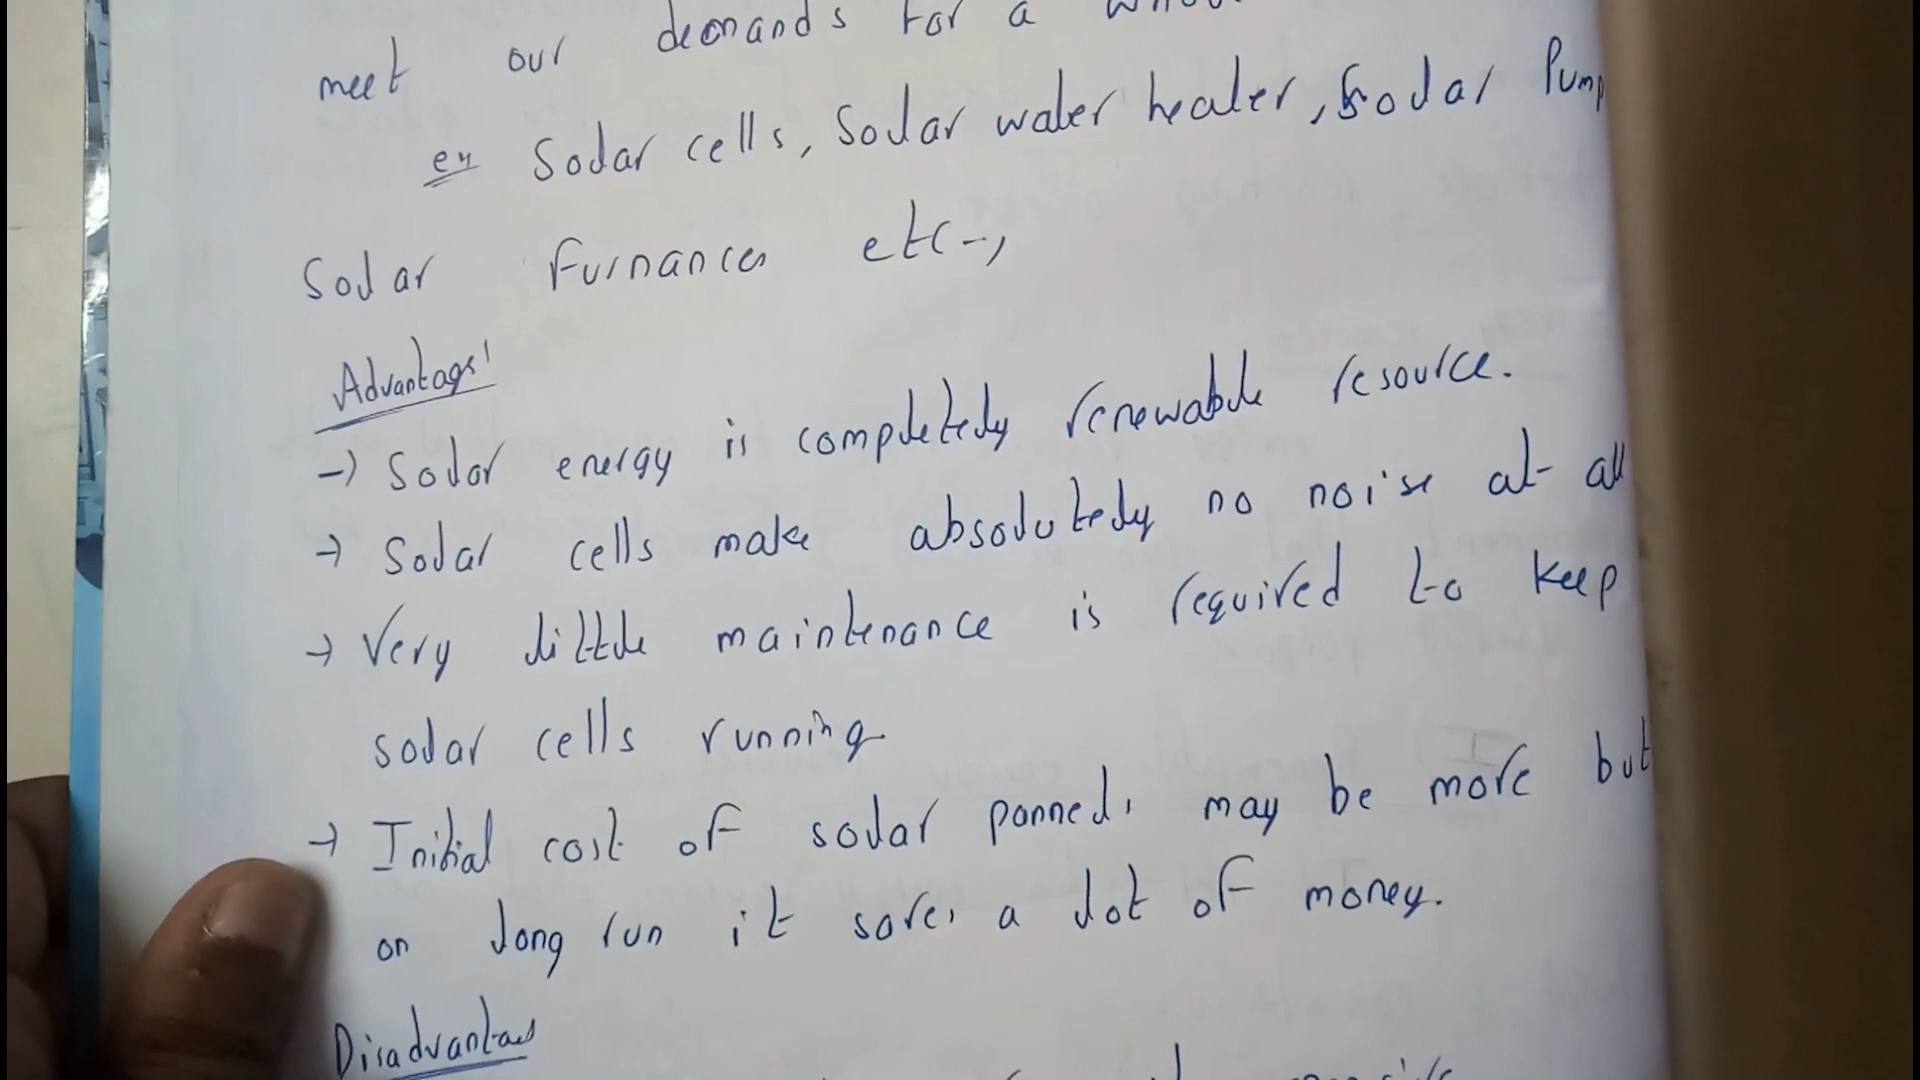 meet our demands for a
ex Solar cells, Solar water heater, Solar Pump
Solar Furnances etc-,
Advantages
→ Solar energy is completely renewable resource.
→ Solar cells make absolutely no noise at all
→ Very little maintenance is required to keep
solar cells running
→ Initial cost of solar pannels may be more but
on long run it saves a lot of money.
Disadvantages